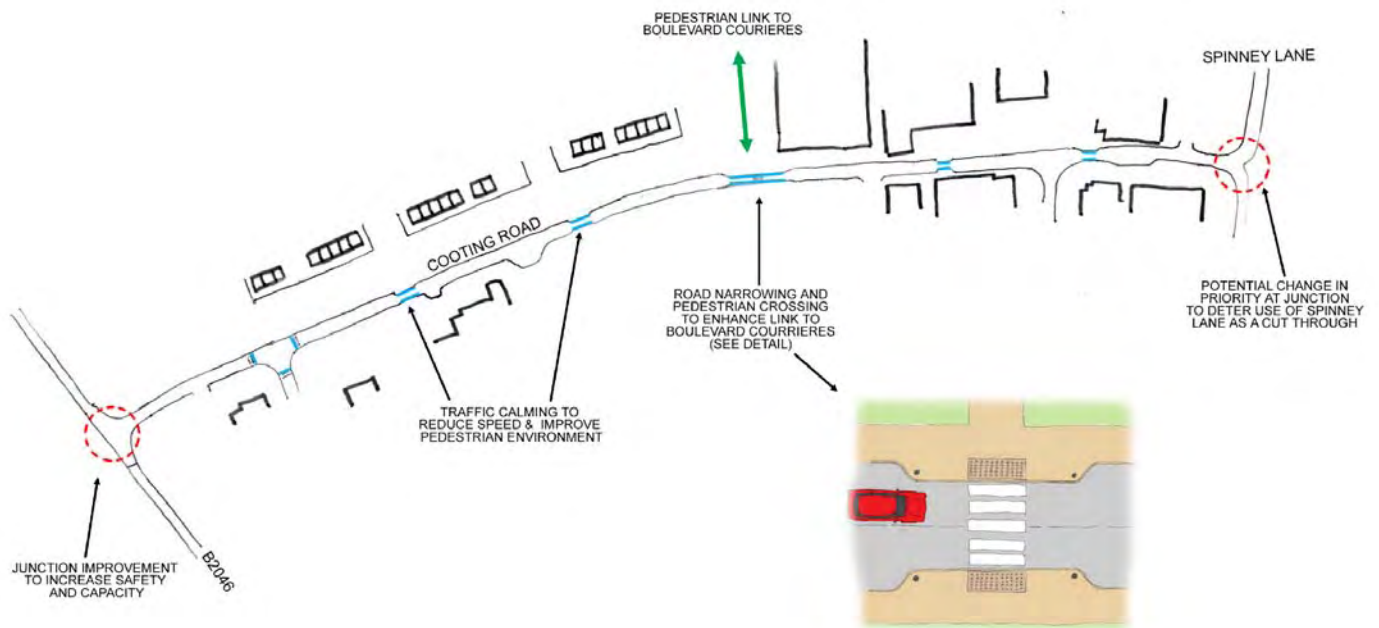 PEDESTRIAN LINK TO
BOULEVARD COURIERES
SPINNEY LANE
COOTING ROAD
ROAD NARROWING AND
PEDESTRIAN CROSSING
TO ENHANCE LINK TO
BOULEVARD COURRIERES
(SEE DETAIL)
POTENTIAL CHANGE IN
PRIORITY AT JUNCTION
TO DETER USE OF SPINNEY
LANE AS A CUT THROUGH
TRAFFIC CALMING TO
REDUCE SPEED & IMPROVE
PEDESTRIAN ENVIRONMENT
JUNCTION IMPROVEMENT
TO INCREASE SAFETY
AND CAPACITY
B2046